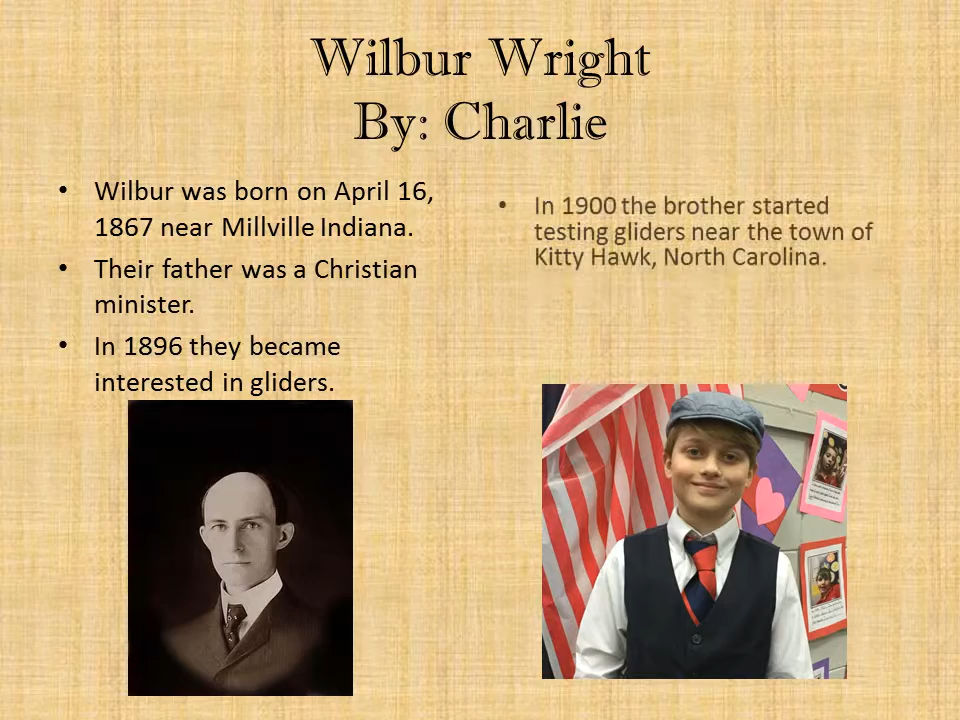 Wilbur Wright
By: Charlie
• Wilbur was born on April 16,
1867 near Millville Indiana.
• Their father was a Christian
minister.
• In 1896 they became
interested in gliders.
• In 1900 the brother started
testing gliders near the town of
Kitty Hawk, North Carolina.